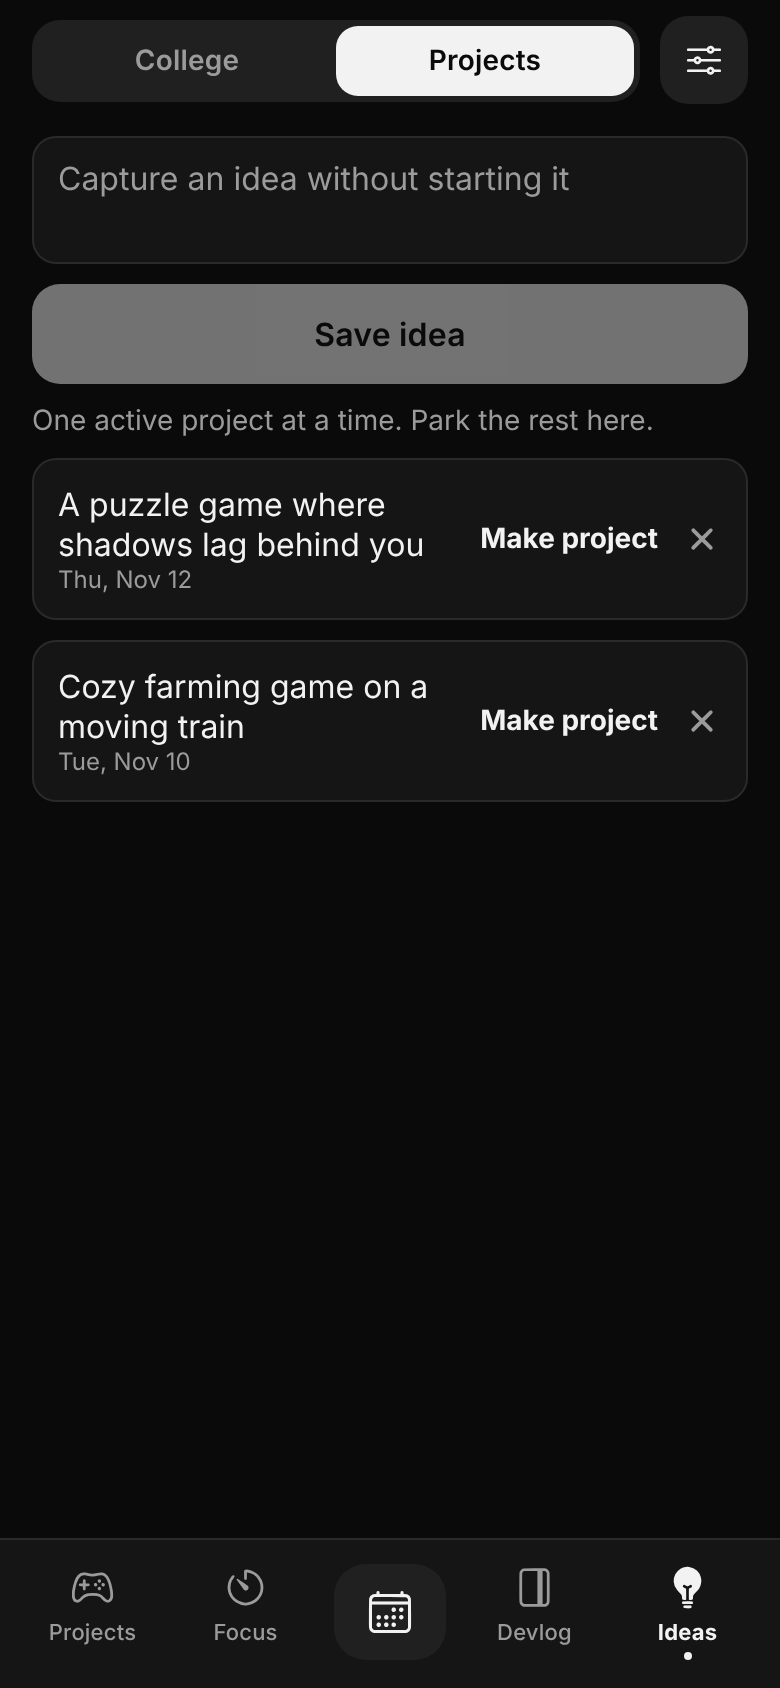 College
Projects
Capture an idea without starting it
Save idea
One active project at a time. Park the rest here.
A puzzle game where
shadows lag behind you
Thu, Nov 12
Make project
Cozy farming game on a
moving train
Tue, Nov 10
Make project
Projects
Focus
Devlog
Ideas